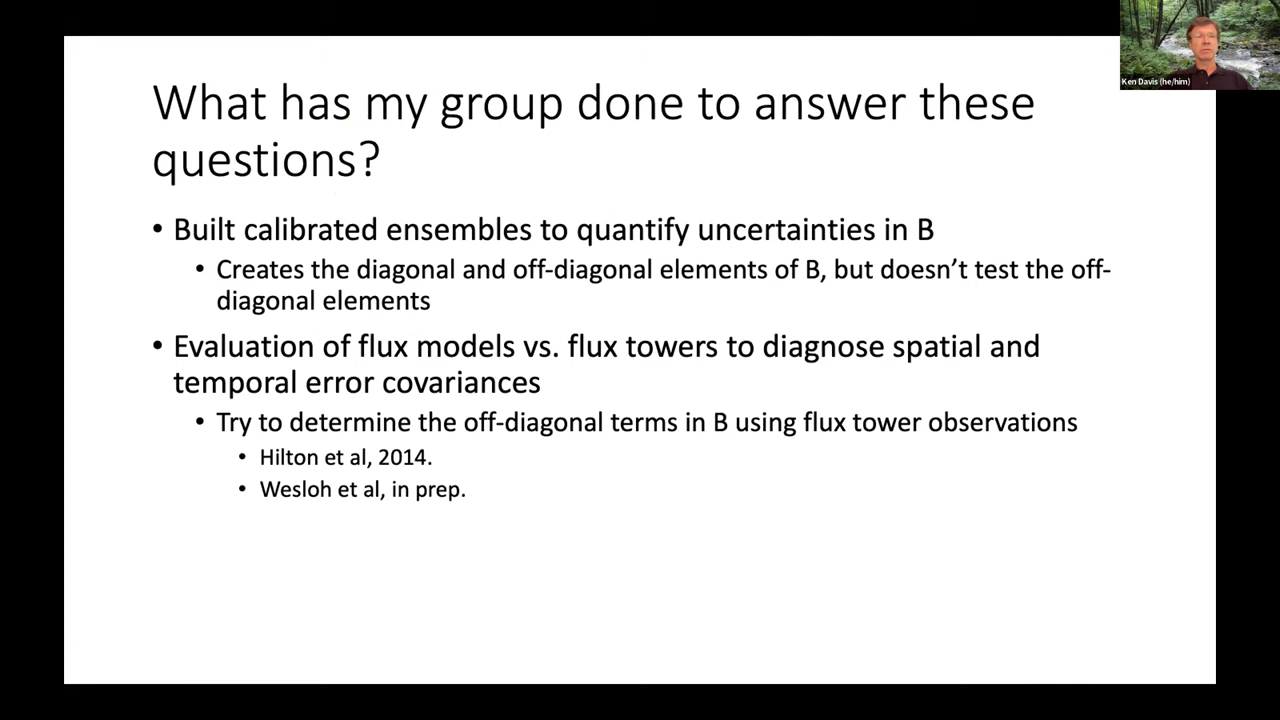 Ken Davis (he/him)
What has my group done to answer these
questions?
• Built calibrated ensembles to quantify uncertainties in B
• Creates the diagonal and off-diagonal elements of B, but doesn’t test the off-
diagonal elements
• Evaluation of flux models vs. flux towers to diagnose spatial and
temporal error covariances
• Try to determine the off-diagonal terms in B using flux tower observations
• Hilton et al, 2014.
• Wesloh et al, in prep.